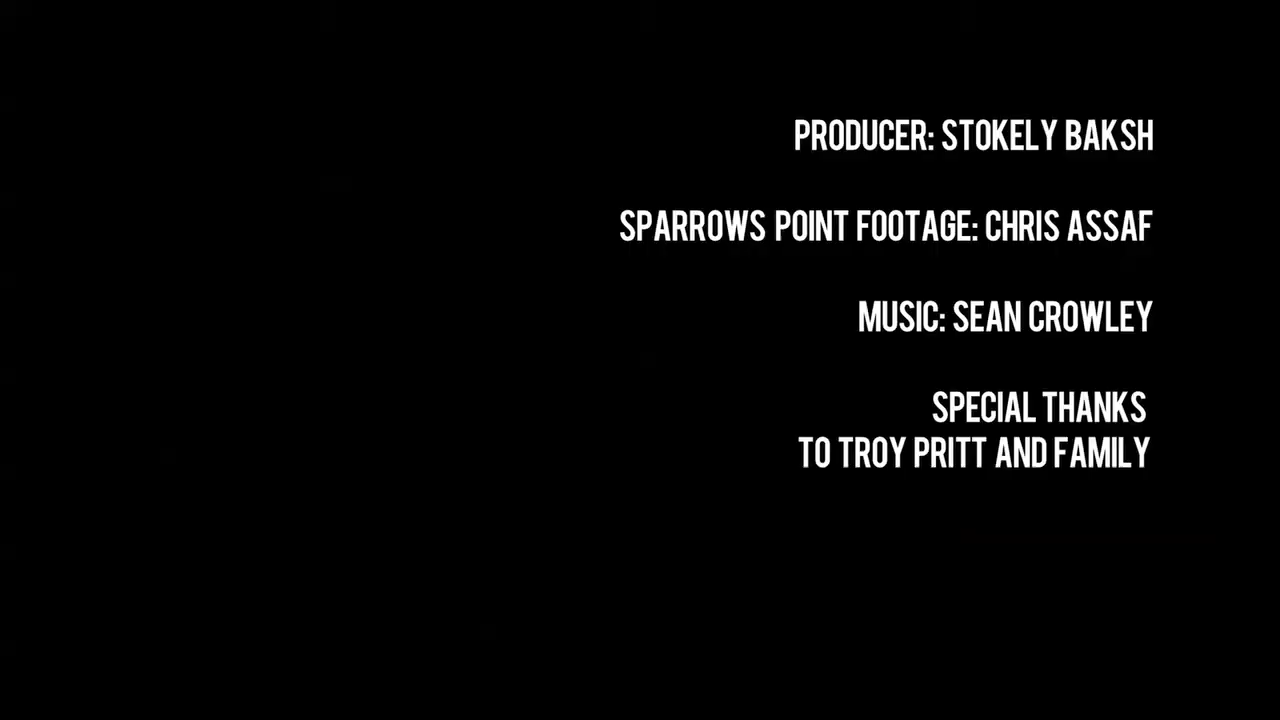 PRODUCER: STOKELY BAKSH
SPARROWS POINT FOOTAGE: CHRIS ASSAF
MUSIC: SEAN CROWLEY
SPECIAL THANKS
TO TROY PRITT AND FAMILY